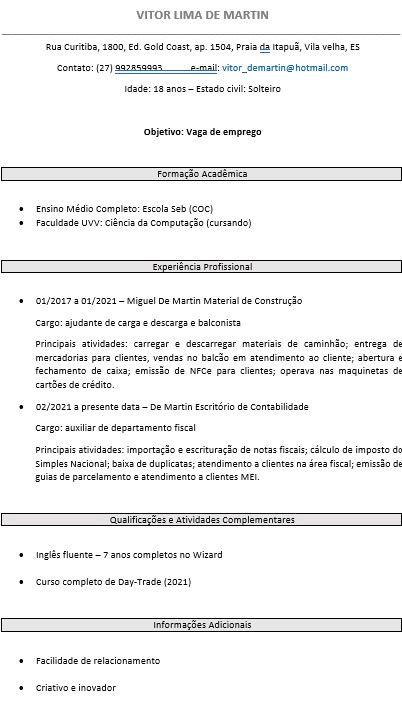 VITOR LIMA DE MARTIN
Rua Curitiba, 1800, Ed. Gold Coast, ap. 1504, Praia da Itapuã, Vila velha, ES
Contato: (27) 992859993 e-mail: vitor_demartin@hotmail.com
Idade: 18 anos – Estado civil: Solteiro
Objetivo: Vaga de emprego
Formação Acadêmica
• Ensino Médio Completo: Escola Seb (COC)
• Faculdade UVV: Ciência da Computação (cursando)
Experiência Profissional
• 01/2017 a 01/2021 – Miguel De Martin Material de Construção
Cargo: ajudante de carga e descarga e balconista
Principais atividades: carregar e descarregar materiais de caminhão; entrega de
mercadorias para clientes, vendas no balcão em atendimento ao cliente; abertura e
fechamento de caixa; emissão de NFCe para clientes; operava nas maquinetas de
cartões de crédito.
• 02/2021 a presente data – De Martin Escritório de Contabilidade
Cargo: auxiliar de departamento fiscal
Principais atividades: importação e escrituração de notas fiscais; cálculo de imposto do
Simples Nacional; baixa de duplicatas; atendimento a clientes na área fiscal; emissão de
guias de parcelamento e atendimento a clientes MEI.
Qualificações e Atividades Complementares
• Inglês fluente – 7 anos completos no Wizard
• Curso completo de Day-Trade (2021)
Informações Adicionais
• Facilidade de relacionamento
• Criativo e inovador